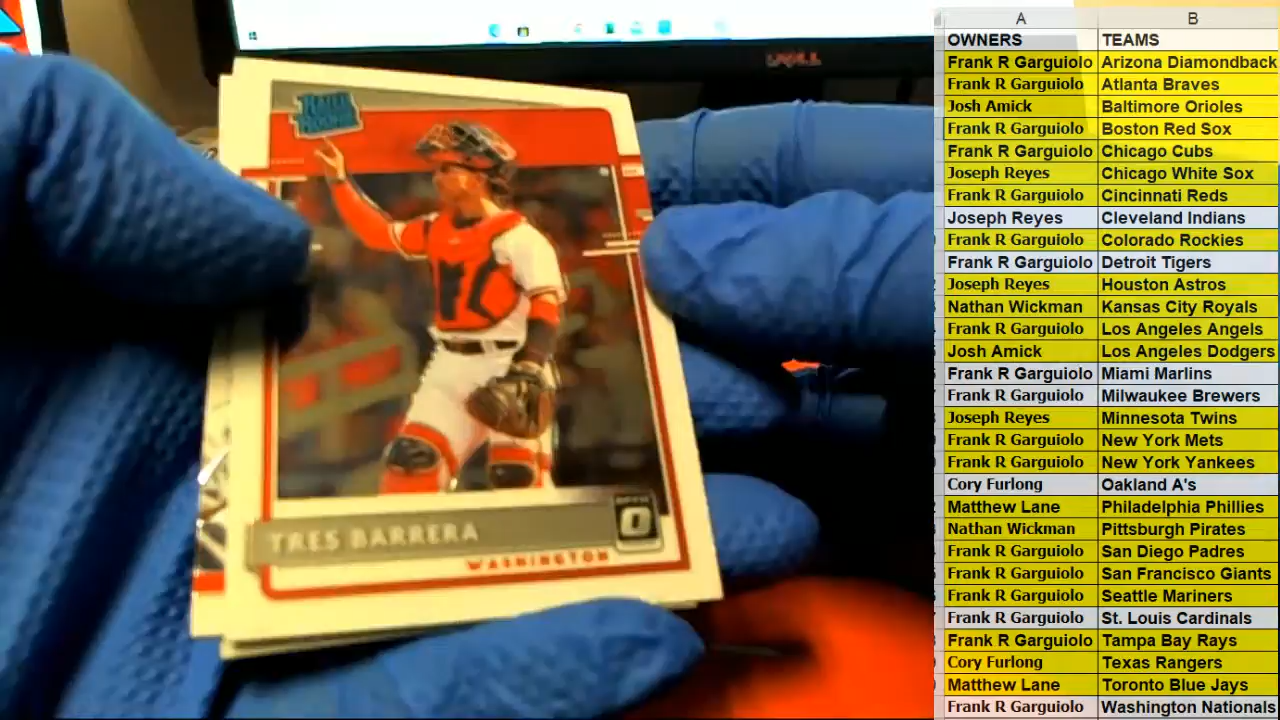 DELL
RATED
ROOKIE
TRES BARRERA
OPTIC
WASHINGTON
A B
OWNERS TEAMS
Frank R Garguiolo Arizona Diamondback
Frank R Garguiolo Atlanta Braves
Josh Amick Baltimore Orioles
Frank R Garguiolo Boston Red Sox
Frank R Garguiolo Chicago Cubs
Joseph Reyes Chicago White Sox
Frank R Garguiolo Cincinnati Reds
Joseph Reyes Cleveland Indians
Frank R Garguiolo Colorado Rockies
Frank R Garguiolo Detroit Tigers
Joseph Reyes Houston Astros
Nathan Wickman Kansas City Royals
Frank R Garguiolo Los Angeles Angels
Josh Amick Los Angeles Dodgers
Frank R Garguiolo Miami Marlins
Frank R Garguiolo Milwaukee Brewers
Joseph Reyes Minnesota Twins
Frank R Garguiolo New York Mets
Frank R Garguiolo New York Yankees
Cory Furlong Oakland A's
Matthew Lane Philadelphia Phillies
Nathan Wickman Pittsburgh Pirates
Frank R Garguiolo San Diego Padres
Frank R Garguiolo San Francisco Giants
Frank R Garguiolo Seattle Mariners
Frank R Garguiolo St. Louis Cardinals
Frank R Garguiolo Tampa Bay Rays
Cory Furlong Texas Rangers
Matthew Lane Toronto Blue Jays
Frank R Garguiolo Washington Nationals